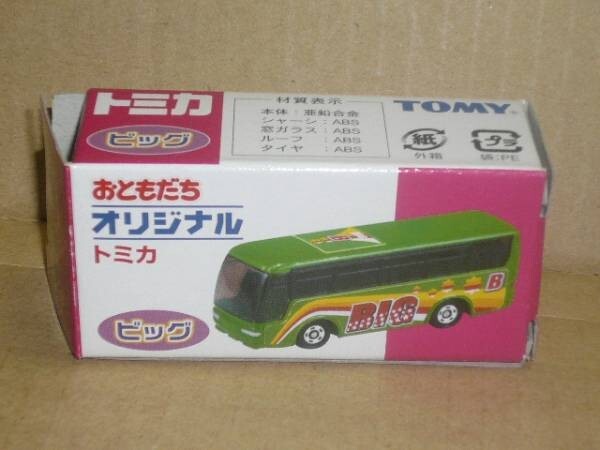 トミカ
ビッグ
材質表示
本体：亜鉛合金
シャーシ：ABS
窓ガラス：ABS
ルーフ：ABS
タイヤ：ABS
TOMY
紙
外箱
プラ
袋:PE
おともだち
オリジナル
トミカ
ビッグ
BIG
B